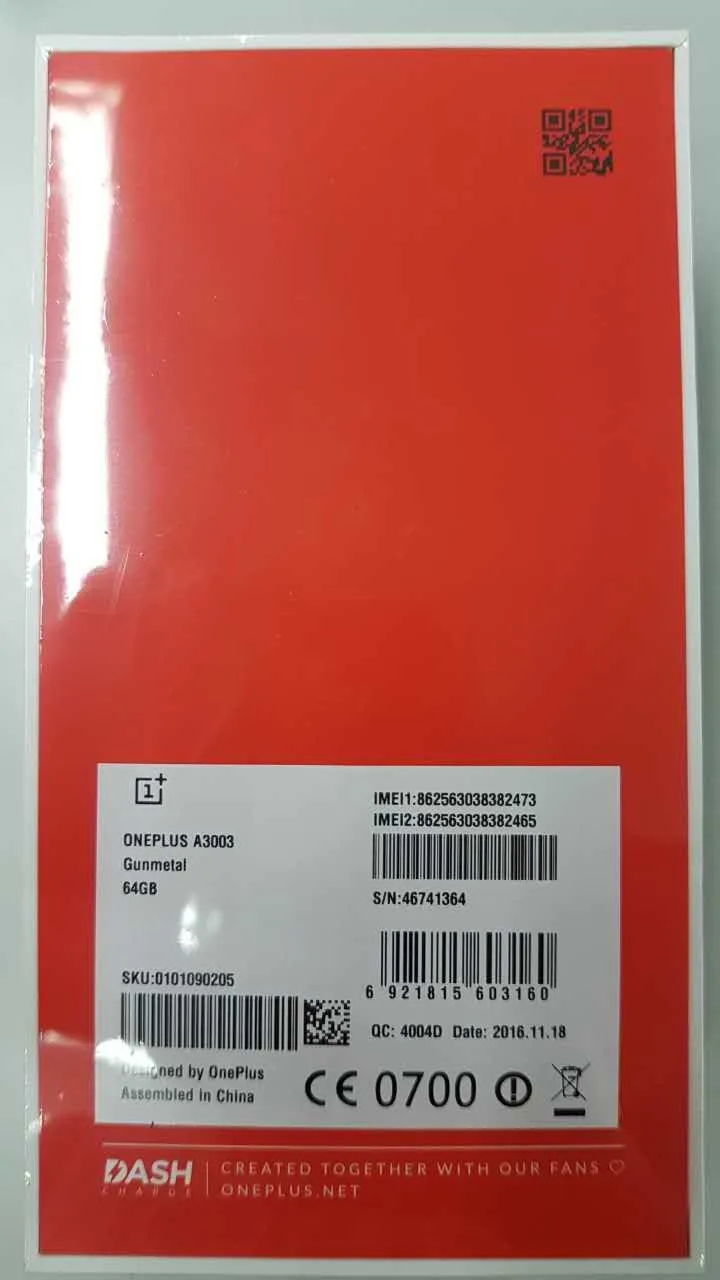 ONEPLUS A3003
Gunmetal
64GB
IMEI1:862563038382473
IMEI2:862563038382465
S/N:46741364
6 921815 603160
SKU:0101090205
QC: 4004D Date: 2016.11.18
Designed by OnePlus
Assembled in China
CE 0700
DASH
CHARGE
CREATED TOGETHER WITH OUR FANS ♡
ONEPLUS.NET